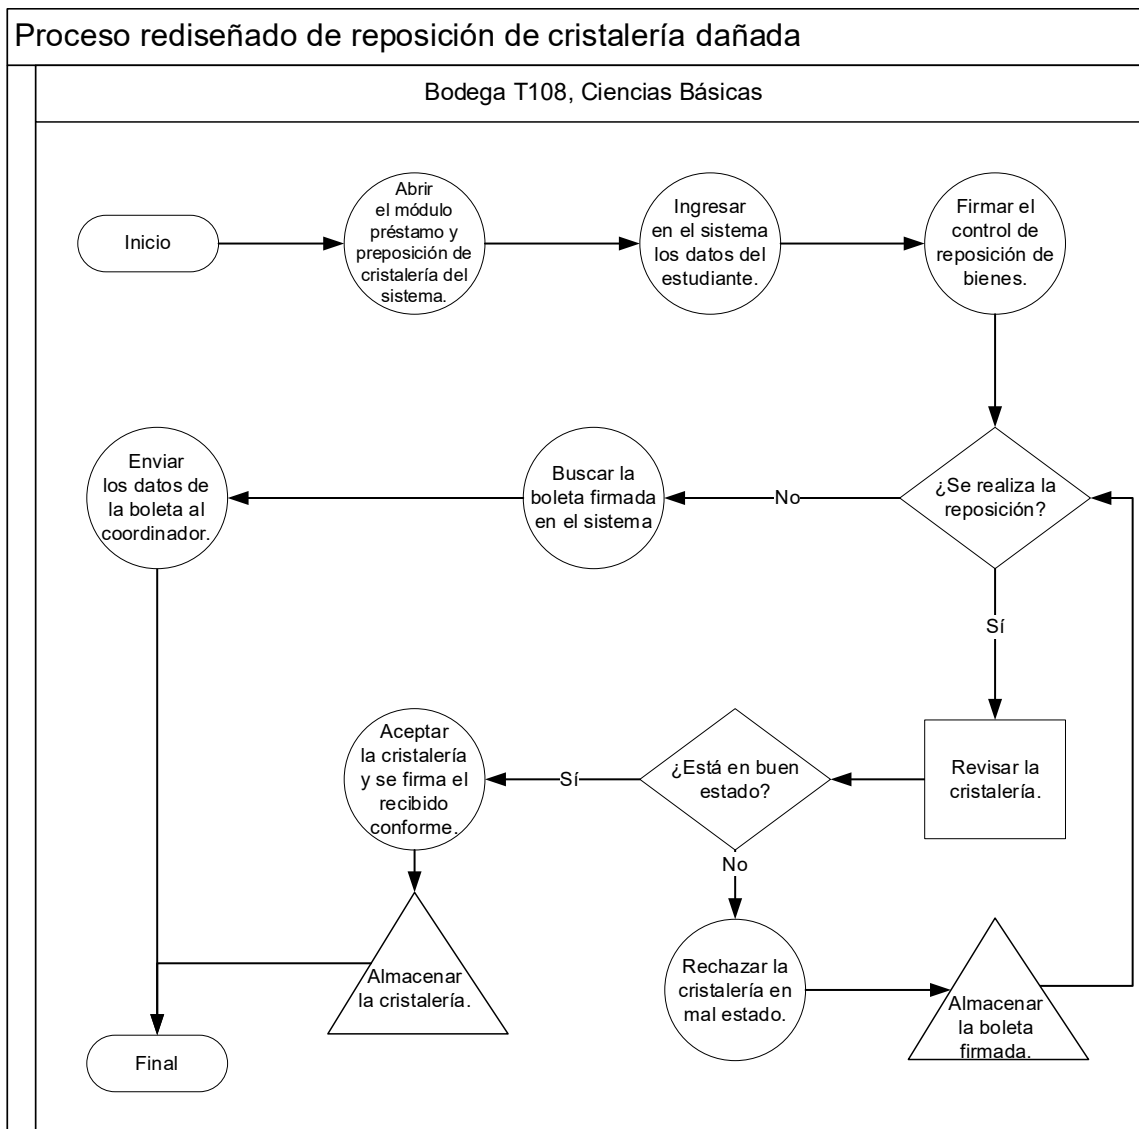 Proceso rediseñado de reposición de cristalería dañada
Bodega T108, Ciencias Básicas
Inicio
Abrir
el módulo
préstamo y
preposición de
cristalería del
sistema.
Ingresar
en el sistema
los datos del
estudiante.
Firmar el
control de
reposición de
bienes.
¿Se realiza la
reposición?
No
Buscar la
boleta firmada
en el sistema
Enviar
los datos de
la boleta al
coordinador.
Sí
Revisar la
cristalería.
¿Está en buen
estado?
Sí
Aceptar
la cristalería
y se firma el
recibido
conforme.
No
Rechazar la
cristalería en
mal estado.
Almacenar
la boleta
firmada.
Almacenar
la cristalería.
Final